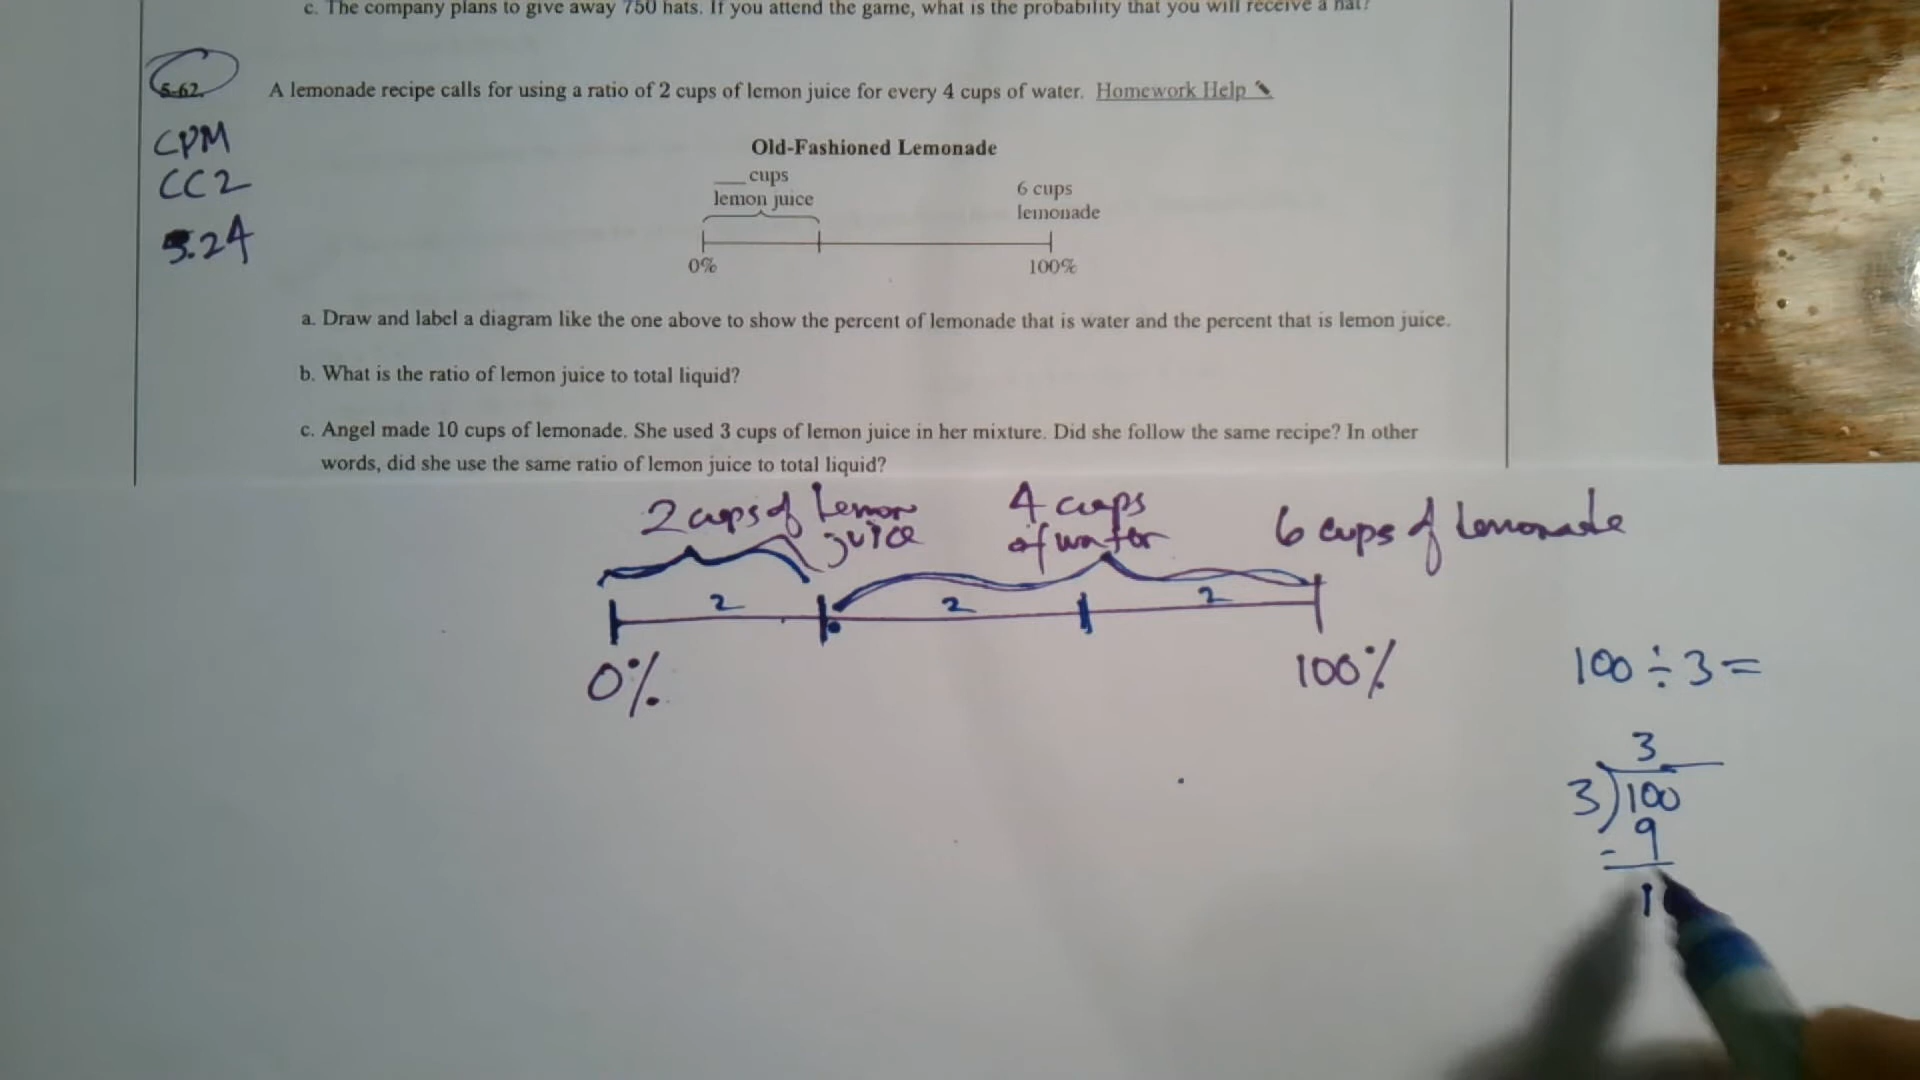 c. The company plans to give away 750 hats. If you attend the game, what is the probability that you will receive a hat?
5-62. A lemonade recipe calls for using a ratio of 2 cups of lemon juice for every 4 cups of water. Homework Help ✎
CPM
CC2
5.24
Old-Fashioned Lemonade
___ cups
lemon juice
6 cups
lemonade
0%
100%
a. Draw and label a diagram like the one above to show the percent of lemonade that is water and the percent that is lemon juice.
b. What is the ratio of lemon juice to total liquid?
c. Angel made 10 cups of lemonade. She used 3 cups of lemon juice in her mixture. Did she follow the same recipe? In other
words, did she use the same ratio of lemon juice to total liquid?
2 cups of Lemon
juice
4 cups
of water
6 cups of Lemonade
2 2 2
0%
100%
100 ÷ 3 =
3
3)100
- 9
1